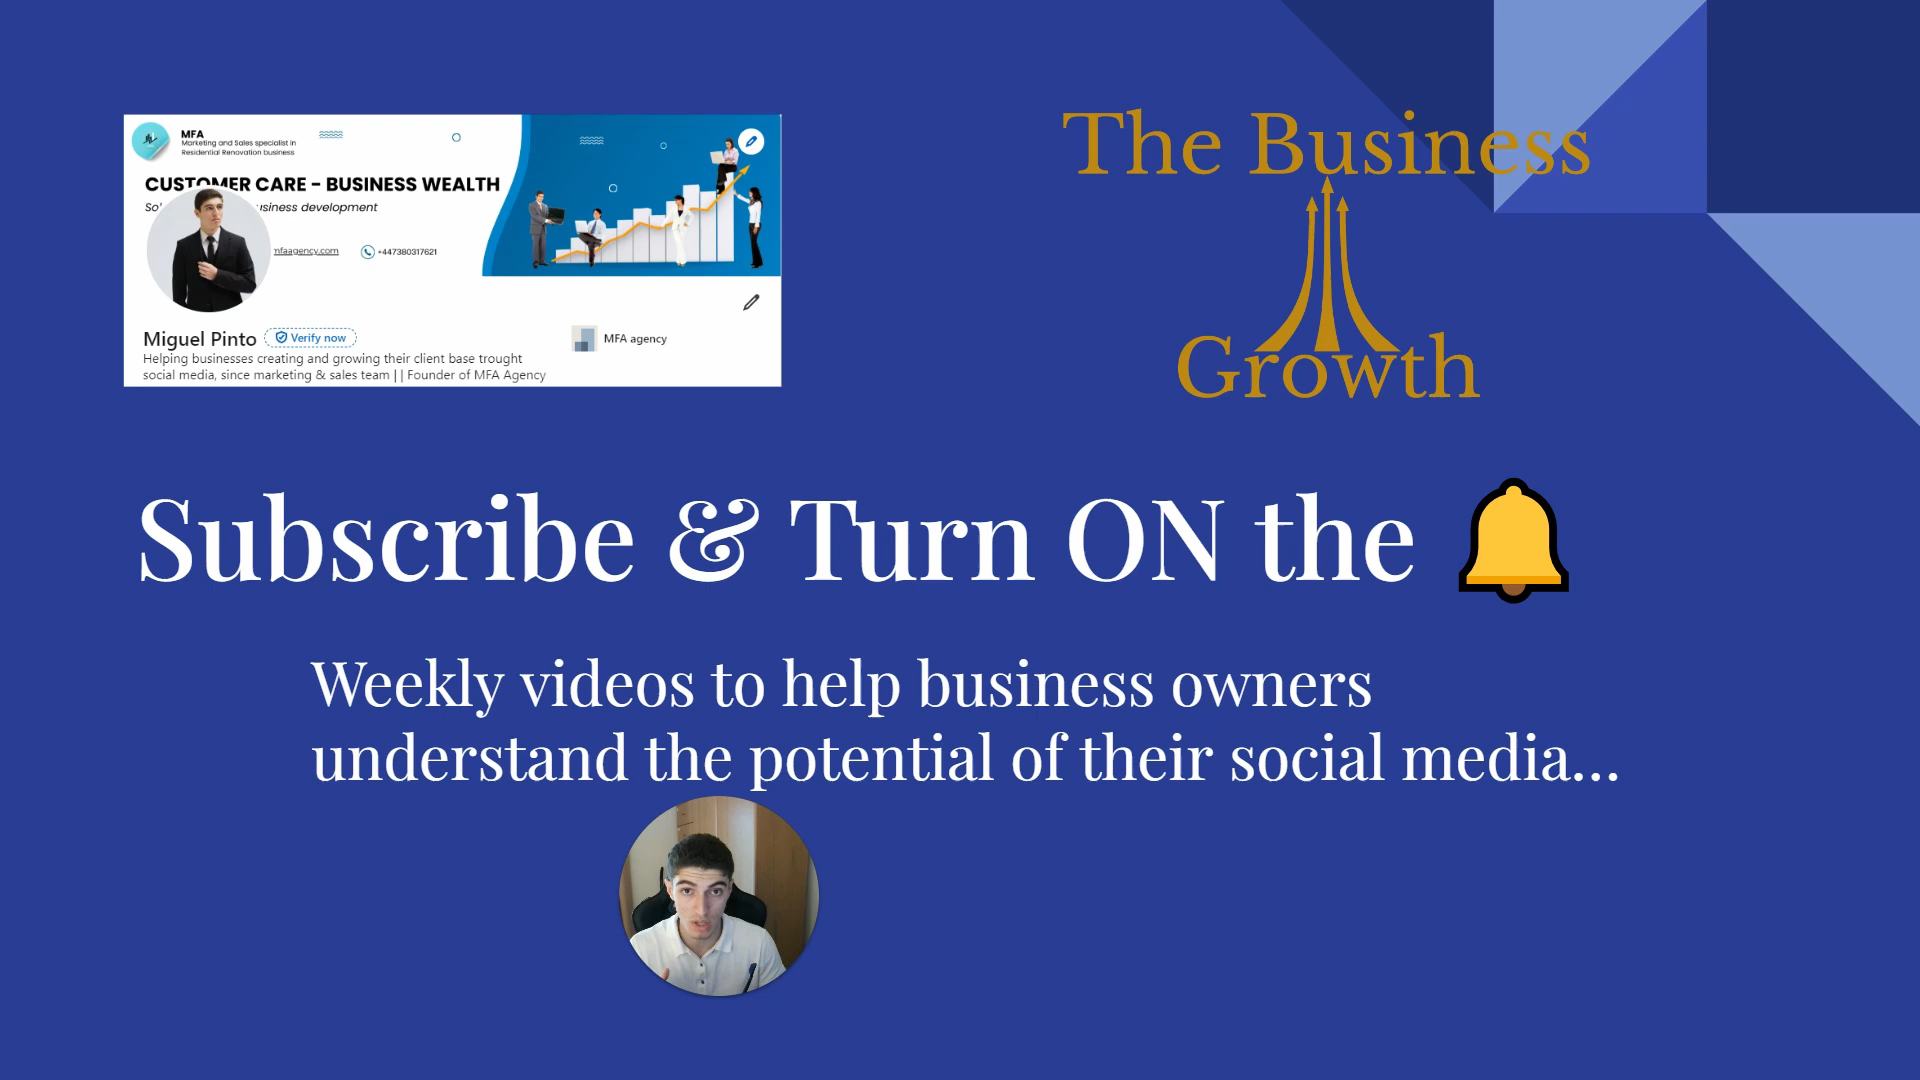 MFA
Marketing and Sales specialist in
Residential Renovation business
CUSTOMER CARE - BUSINESS WEALTH
usiness development
mfaagency.com
+447380317621
Miguel Pinto
Verify now
MFA agency
Helping businesses creating and growing their client base trought
social media, since marketing & sales team || Founder of MFA Agency
The Business
Growth
Subscribe & Turn ON the
Weekly videos to help business owners
understand the potential of their social media...